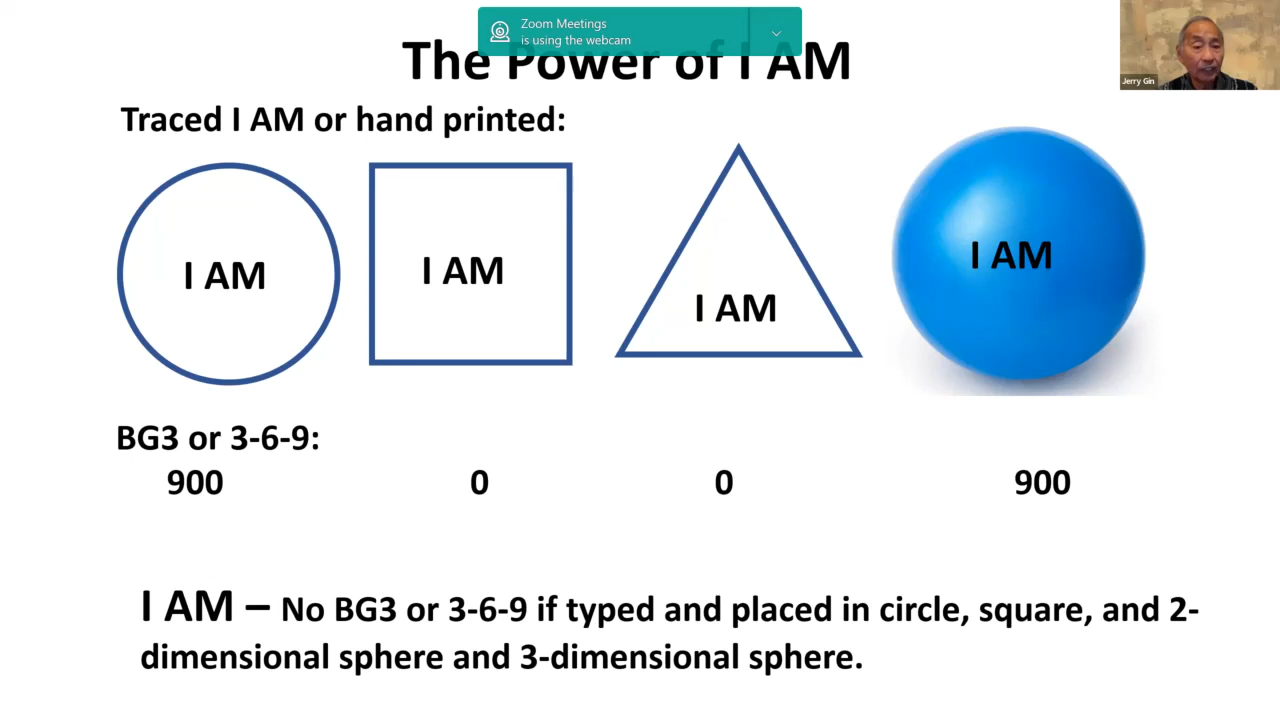 Zoom Meetings
is using the webcam
The Power of I AM
Jerry Gin
Traced I AM or hand printed:
I AM
I AM
I AM
I AM
BG3 or 3-6-9:
900 0 0 900
I AM – No BG3 or 3-6-9 if typed and placed in circle, square, and 2-
dimensional sphere and 3-dimensional sphere.